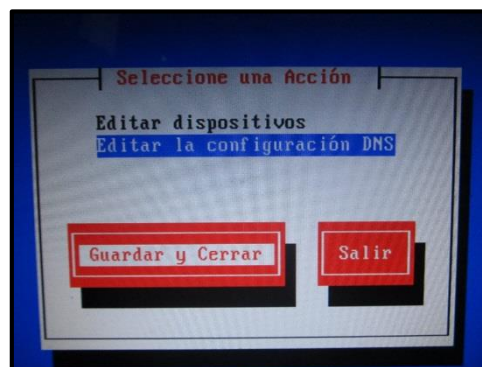 Seleccione una Acción
Editar dispositivos
Editar la configuración DNS
Guardar y Cerrar
Salir